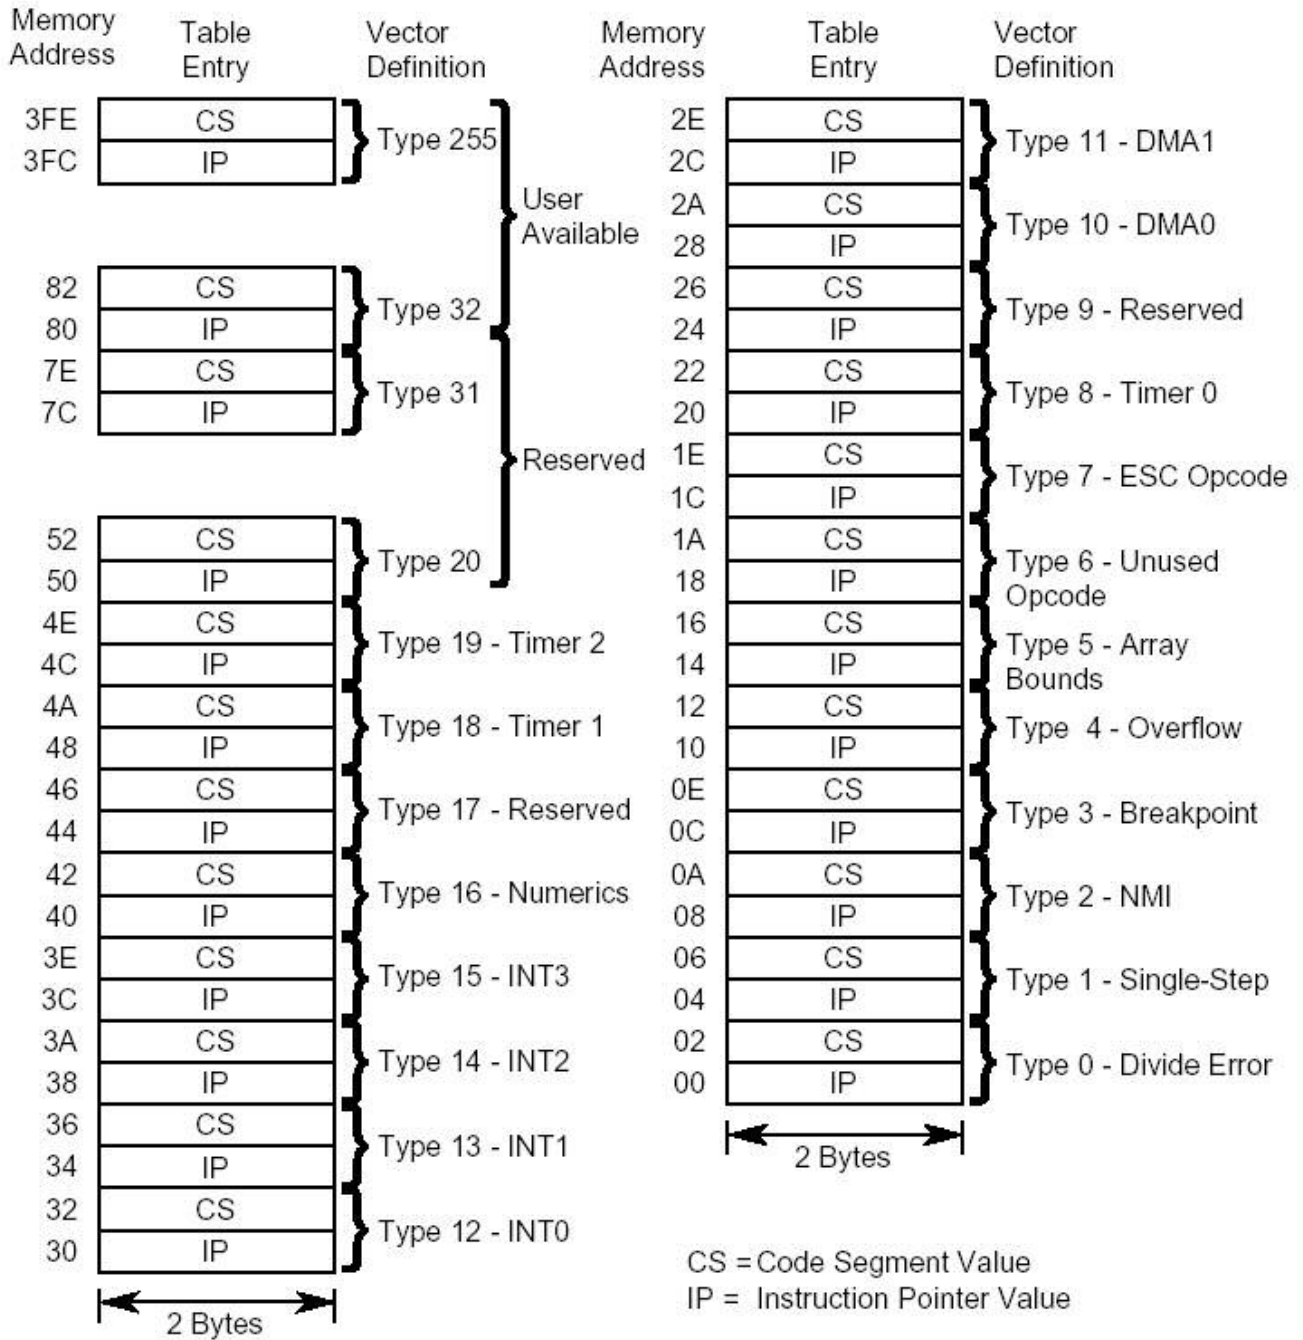 Memory Address Table Entry Vector Definition
3FE CS
3FC IP
Type 255
User Available
82 CS
80 IP
Type 32
7E CS
7C IP
Type 31
Reserved
52 CS
50 IP
Type 20
4E CS
4C IP
Type 19 - Timer 2
4A CS
48 IP
Type 18 - Timer 1
46 CS
44 IP
Type 17 - Reserved
42 CS
40 IP
Type 16 - Numerics
3E CS
3C IP
Type 15 - INT3
3A CS
38 IP
Type 14 - INT2
36 CS
34 IP
Type 13 - INT1
32 CS
30 IP
Type 12 - INT0
2 Bytes
Memory Address Table Entry Vector Definition
2E CS
2C IP
Type 11 - DMA1
2A CS
28 IP
Type 10 - DMA0
26 CS
24 IP
Type 9 - Reserved
22 CS
20 IP
Type 8 - Timer 0
1E CS
1C IP
Type 7 - ESC Opcode
1A CS
18 IP
Type 6 - Unused
Opcode
16 CS
14 IP
Type 5 - Array
Bounds
12 CS
10 IP
Type 4 - Overflow
0E CS
0C IP
Type 3 - Breakpoint
0A CS
08 IP
Type 2 - NMI
06 CS
04 IP
Type 1 - Single-Step
02 CS
00 IP
Type 0 - Divide Error
2 Bytes
CS = Code Segment Value
IP = Instruction Pointer Value